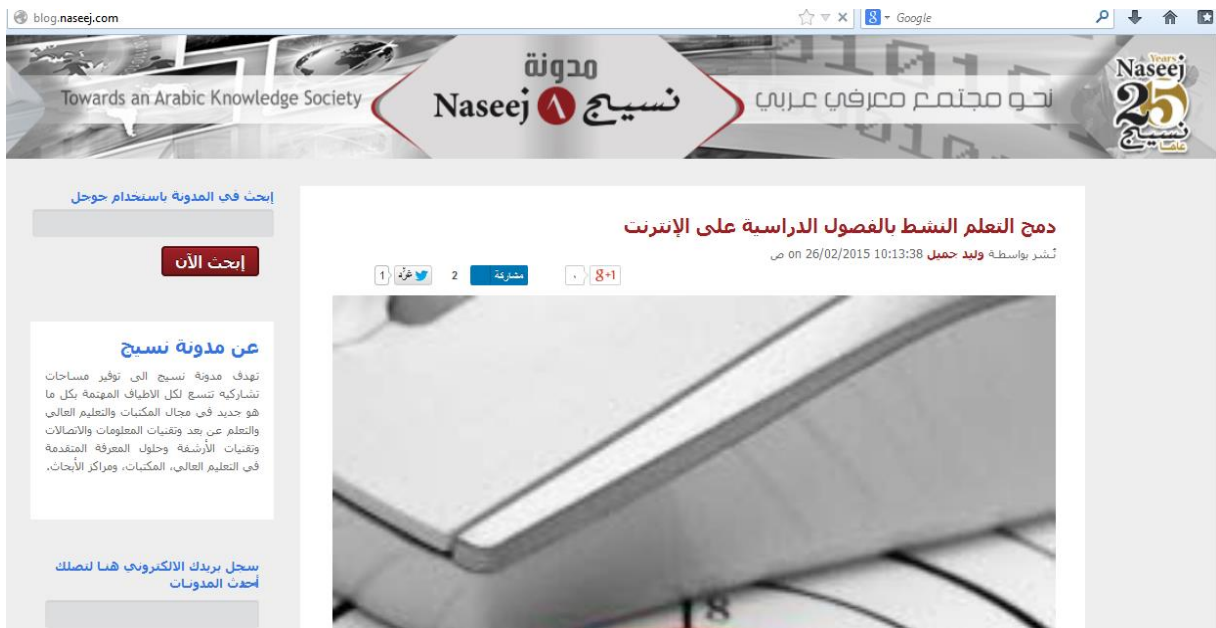 blog.naseej.com
Google
Towards an Arabic Knowledge Society
مدونة
Naseej نسيج
نحو مجتمع معرفي عربي
Years
Naseej
25
نسيج
عاما
إبحث في المدونة باستخدام جوجل
إبحث الآن
عن مدونة نسيج
تهدف مدونة نسيج الى توفير مساحات
تشاركيه تتسع لكل الاطياف المهتمة بكل ما
هو جديد في مجال المكتبات والتعليم العالي
والتعلم عن بعد وتقنيات المعلومات والاتصالات
وتقنيات الأرشفة وحلول المعرفة المتقدمة
في التعليم العالي، المكتبات، ومراكز الأبحاث.
سجل بريدك الالكتروني هنا لتصلك
أحدث المدونات
دمج التعلم النشط بالفصول الدراسية على الإنترنت
نُشر بواسطة وليد جميل on 26/02/2015 10:13:38 ص
1 غرِّد 2 مشاركة +1
8